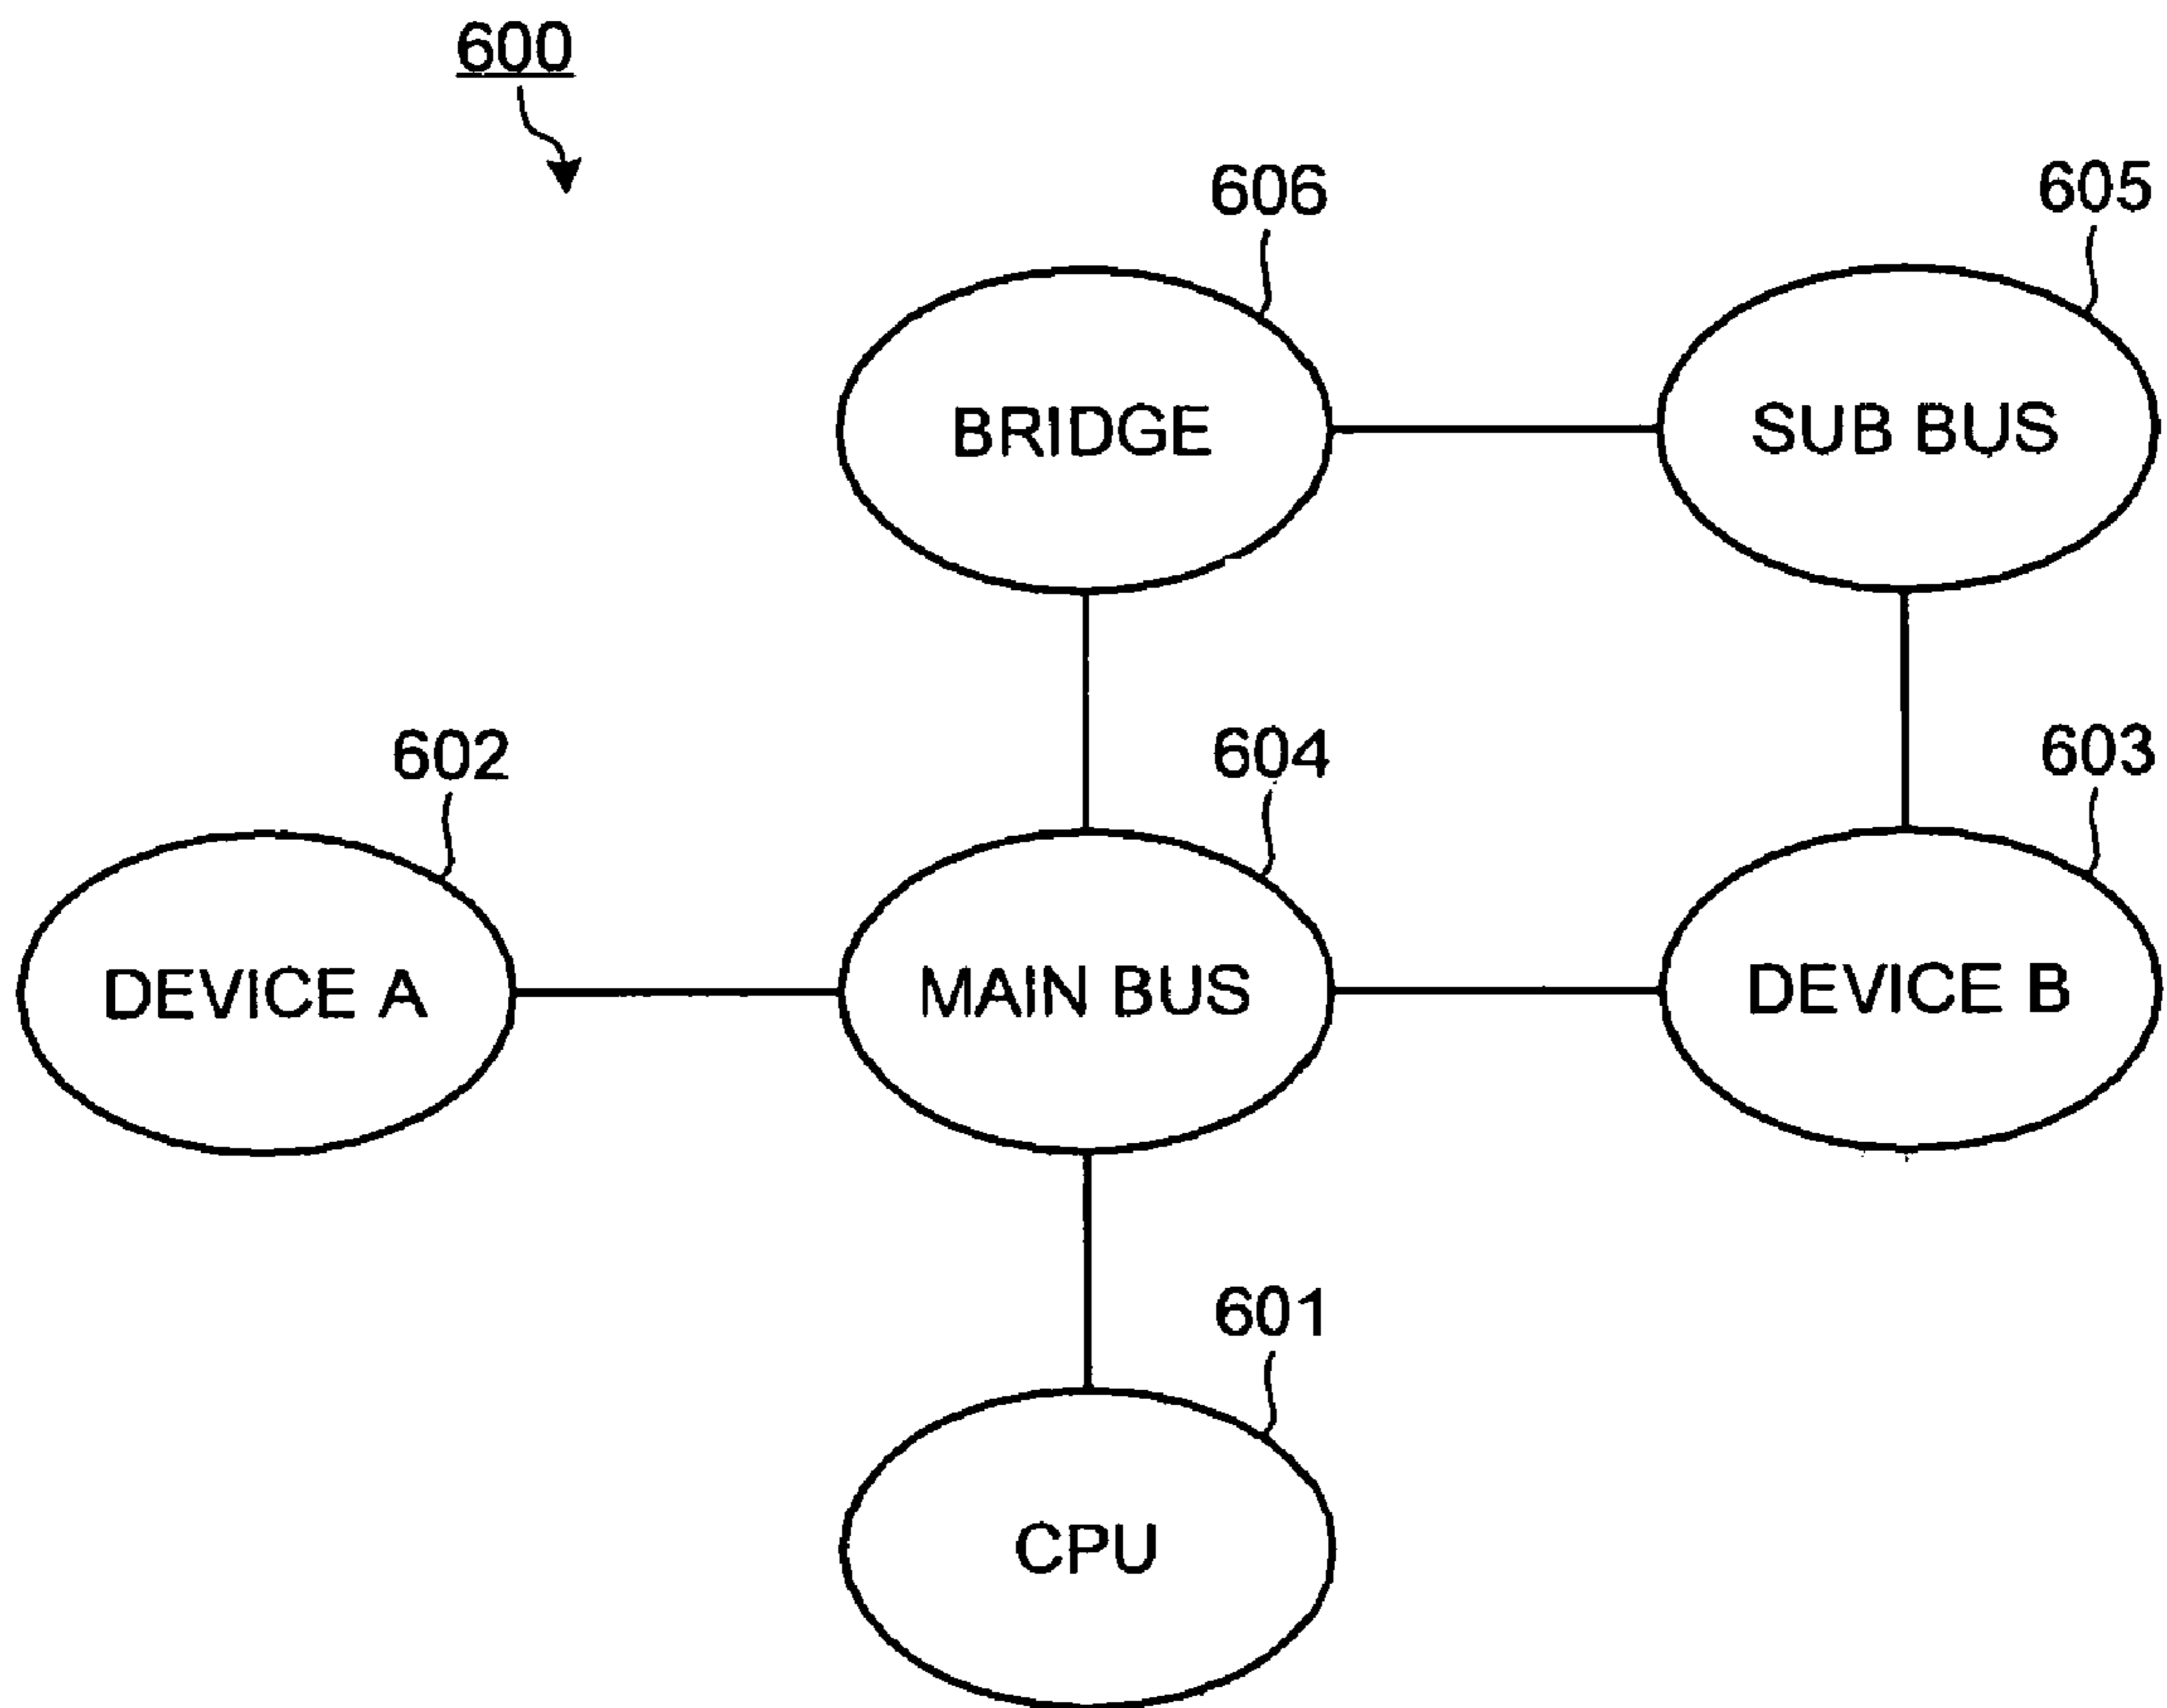 600
606
605
BRIDGE
SUB BUS
602
604
603
DEVICE A
MAIN BUS
DEVICE B
601
CPU